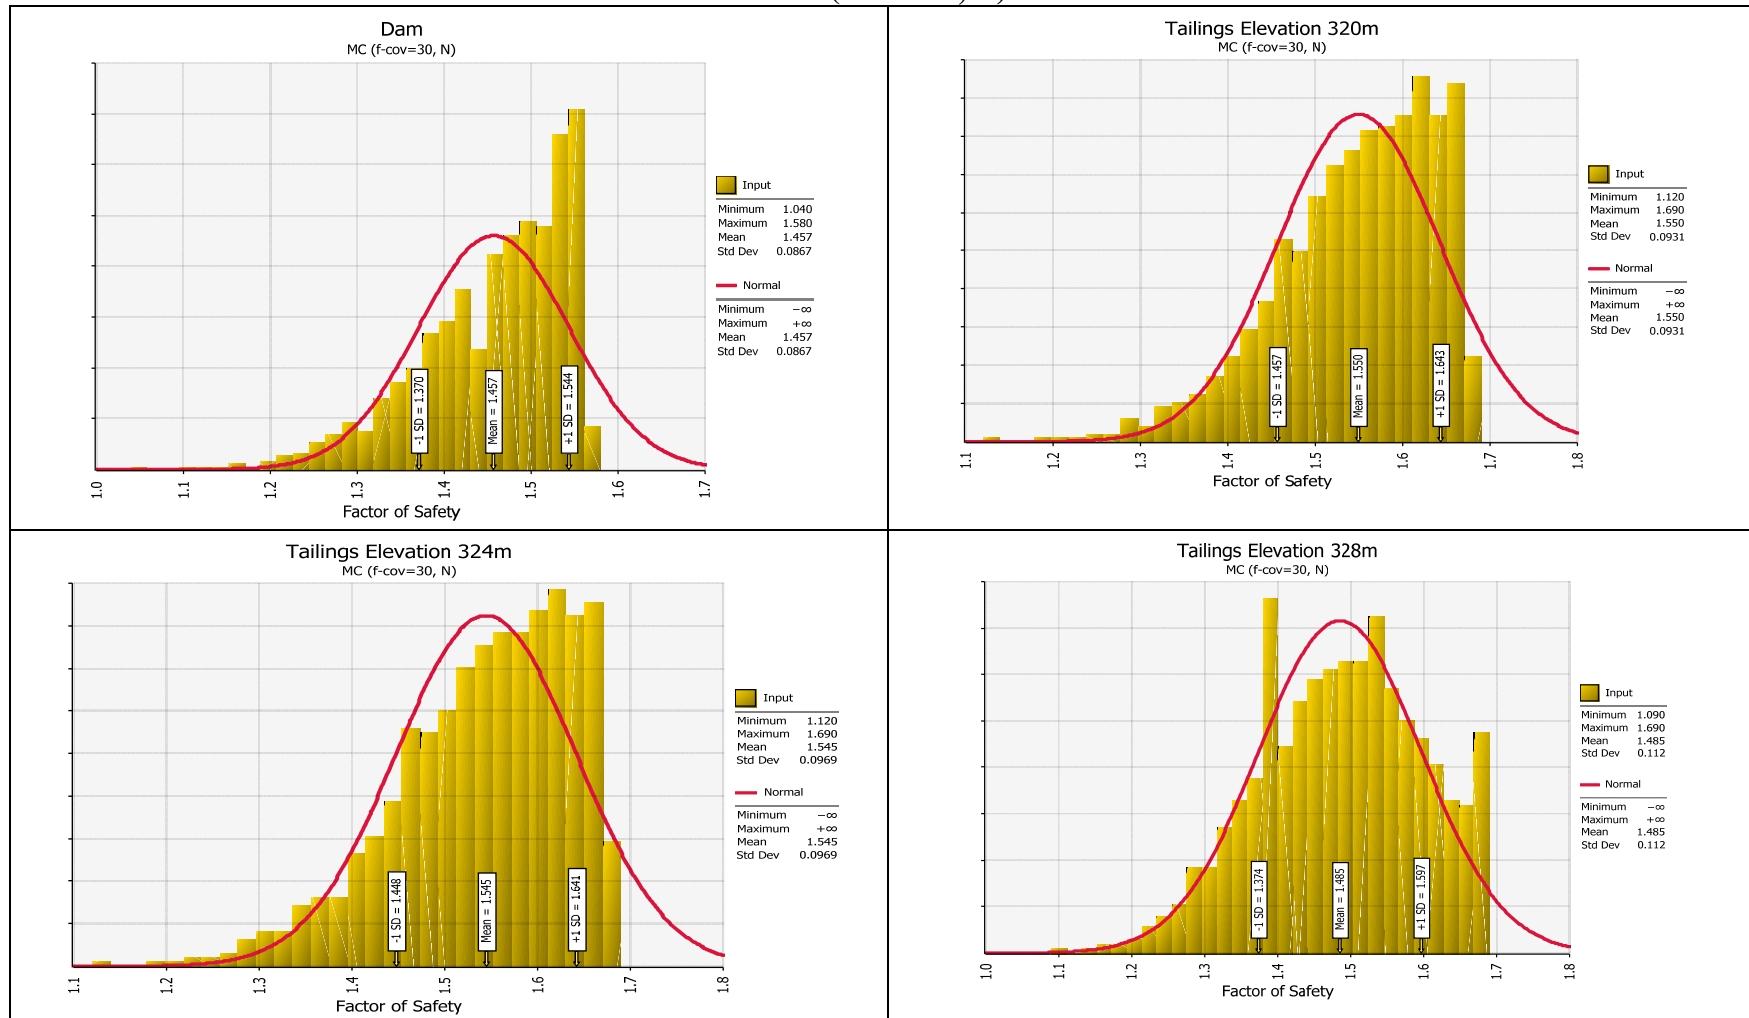 Dam
MC (f-cov=30, N)
Input
Minimum 1.040
Maximum 1.580
Mean 1.457
Std Dev 0.0867
Normal
Minimum −∞
Maximum +∞
Mean 1.457
Std Dev 0.0867
-1 SD = 1.370
Mean = 1.457
+1 SD = 1.544
1.0 1.1 1.2 1.3 1.4 1.5 1.6 1.7
Factor of Safety
Tailings Elevation 320m
MC (f-cov=30, N)
Input
Minimum 1.120
Maximum 1.690
Mean 1.550
Std Dev 0.0931
Normal
Minimum −∞
Maximum +∞
Mean 1.550
Std Dev 0.0931
-1 SD = 1.457
Mean = 1.550
+1 SD = 1.643
1.1 1.2 1.3 1.4 1.5 1.6 1.7 1.8
Factor of Safety
Tailings Elevation 324m
MC (f-cov=30, N)
Input
Minimum 1.120
Maximum 1.690
Mean 1.545
Std Dev 0.0969
Normal
Minimum −∞
Maximum +∞
Mean 1.545
Std Dev 0.0969
-1 SD = 1.448
Mean = 1.545
+1 SD = 1.641
1.1 1.2 1.3 1.4 1.5 1.6 1.7 1.8
Factor of Safety
Tailings Elevation 328m
MC (f-cov=30, N)
Input
Minimum 1.090
Maximum 1.690
Mean 1.485
Std Dev 0.112
Normal
Minimum −∞
Maximum +∞
Mean 1.485
Std Dev 0.112
-1 SD = 1.374
Mean = 1.485
+1 SD = 1.597
1.0 1.1 1.2 1.3 1.4 1.5 1.6 1.7 1.8
Factor of Safety